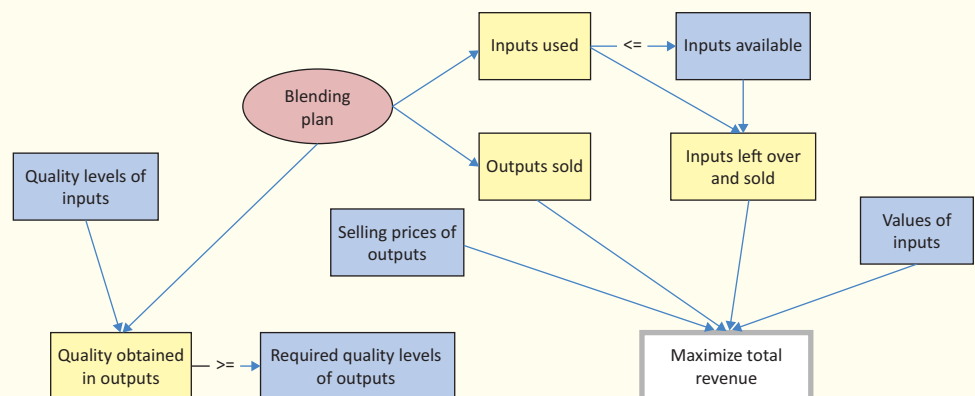 Inputs used
<=
Inputs available
Blending
plan
Outputs sold
Inputs left over
and sold
Quality levels of
inputs
Selling prices of
outputs
Values of
inputs
Quality obtained
in outputs
>=
Required quality levels
of outputs
Maximize total
revenue